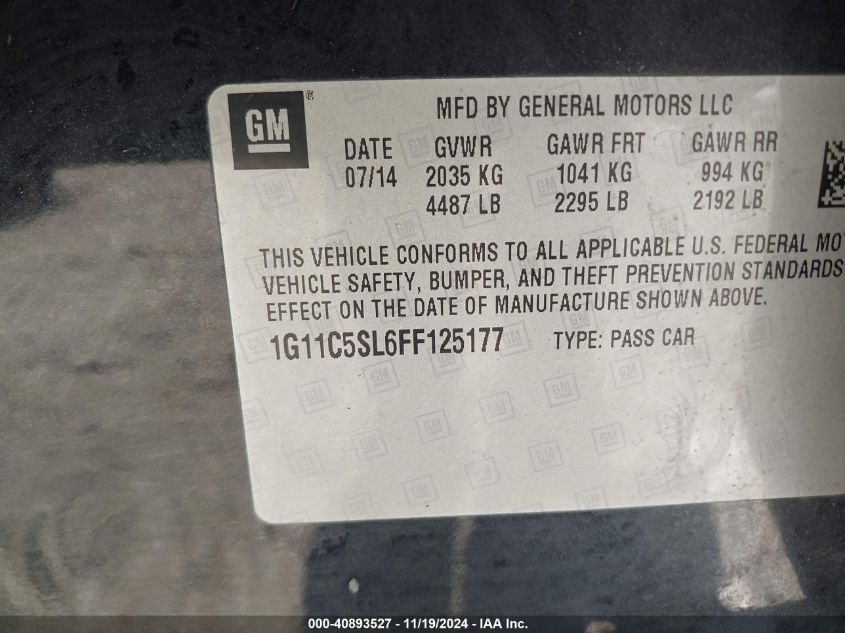 GM ®
MFD BY GENERAL MOTORS LLC
DATE GVWR GAWR FRT GAWR RR
07/14 2035 KG 1041 KG 994 KG
4487 LB 2295 LB 2192 LB
THIS VEHICLE CONFORMS TO ALL APPLICABLE U.S. FEDERAL MO
VEHICLE SAFETY, BUMPER, AND THEFT PREVENTION STANDARDS
EFFECT ON THE DATE OF MANUFACTURE SHOWN ABOVE.
1G11C5SL6FF125177 TYPE: PASS CAR
000-40893527 - 11/19/2024 - IAA Inc.